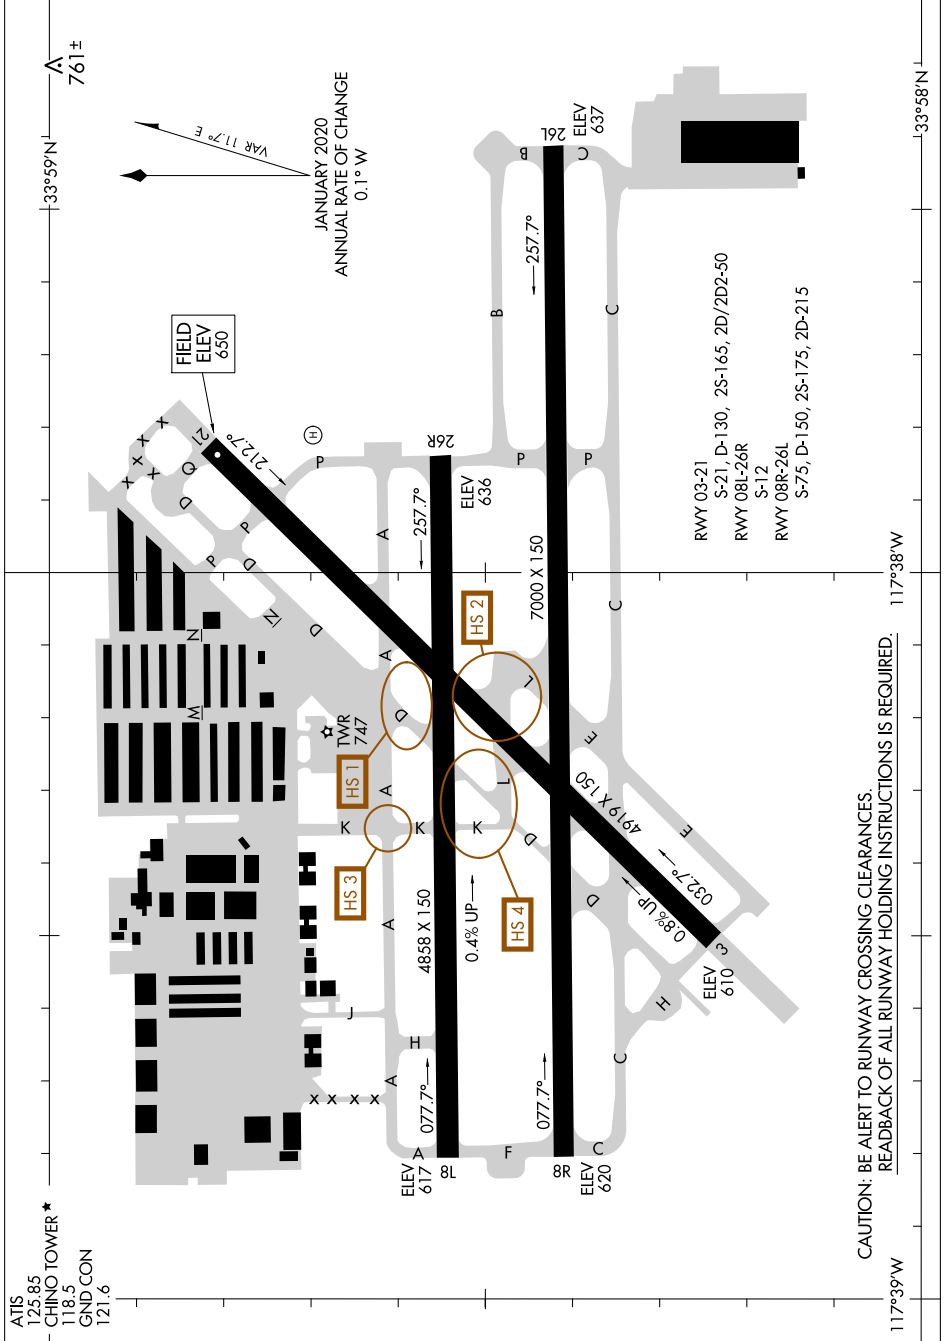 ATIS
125.85
CHINO TOWER ★
118.5
GND CON
121.6
33°59'N
761±
VAR 11.7° E
JANUARY 2020
ANNUAL RATE OF CHANGE
0.1° W
33°58'N
FIELD
ELEV
650
21
212.7°
H
P
Q
D
P
P
D
N
D
N
M
A
A
A
A
A
A
26R
257.7°
ELEV
636
26L
ELEV
637
B
C
257.7°
B
C
P
P
RWY 03-21
S-21, D-130, 2S-165, 2D/2D2-50
RWY 08L-26R
S-12
RWY 08R-26L
S-75, D-150, 2S-175, 2D-215
117°38'W
7000 X 150
C
HS 2
L
HS 1
D
TWR
747
HS 3
K
K
K
L
HS 4
D
E
E
D
4919 X 150
032.7°
0.8% UP
3
ELEV
610
H
4858 X 150
0.4% UP
J
H
077.7°
077.7°
C
X X X X
X X X X X
ELEV
617
8L
F
8R
C
ELEV
620
CAUTION: BE ALERT TO RUNWAY CROSSING CLEARANCES.
READBACK OF ALL RUNWAY HOLDING INSTRUCTIONS IS REQUIRED.
117°39'W